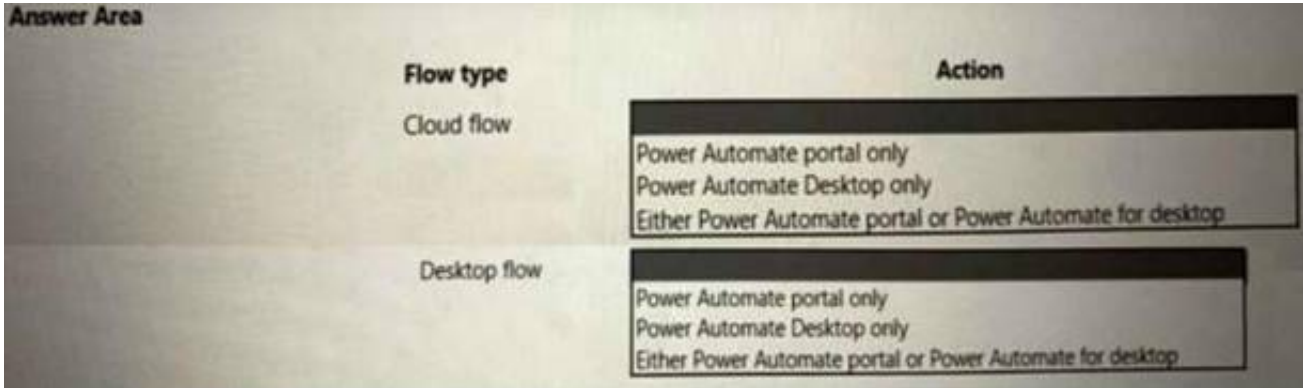 Answer Area
Flow type Action
Cloud flow
Power Automate portal only
Power Automate Desktop only
Either Power Automate portal or Power Automate for desktop
Desktop flow
Power Automate portal only
Power Automate Desktop only
Either Power Automate portal or Power Automate for desktop